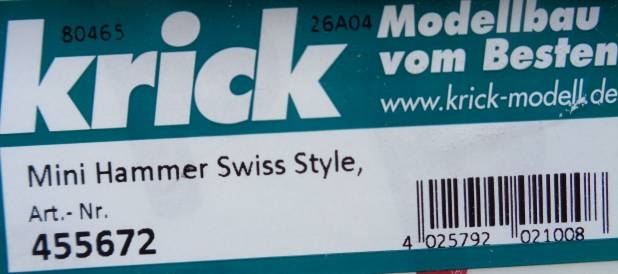 80465
26A04
krick
Modellbau
vom Besten
www.krick-modell.de
Mini Hammer Swiss Style,
Art.- Nr.
455672
4 025792 021008